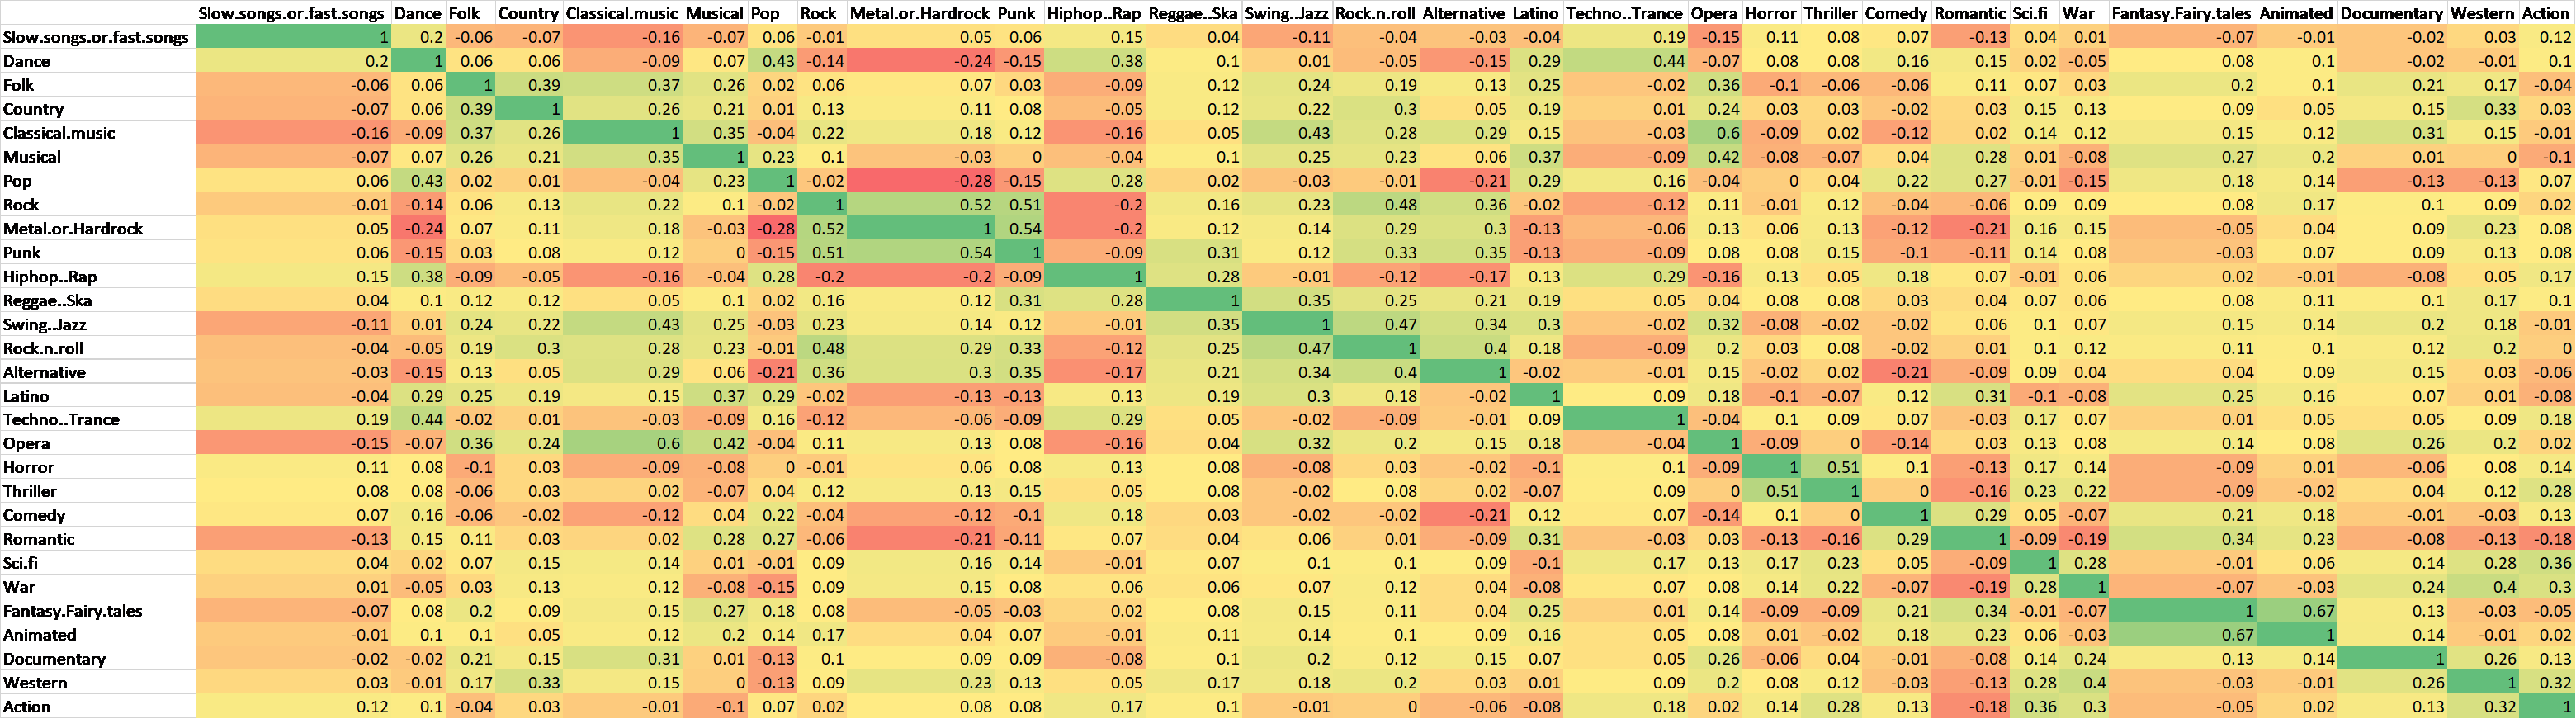 Slow.songs.or.fast.songs Dance Folk Country Classical.music Musical Pop Rock Metal.or.Hardrock Punk Hiphop..Rap Reggae..Ska Swing..Jazz Rock.n.roll Alternative Latino Techno..Trance Opera Horror Thriller Comedy Romantic Sci.fi War Fantasy.Fairy.tales Animated Documentary Western Action
Slow.songs.or.fast.songs 1 0.2 -0.06 -0.07 -0.16 -0.07 0.06 -0.01 0.05 0.06 0.15 0.04 -0.11 -0.04 -0.03 -0.04 0.19 -0.15 0.11 0.08 0.07 -0.13 0.04 0.01 -0.07 -0.01 -0.02 0.03 0.12
Dance 0.2 1 0.06 0.06 -0.09 0.07 0.43 -0.14 -0.24 -0.15 0.38 0.1 0.01 -0.05 -0.15 0.29 0.44 -0.07 0.08 0.08 0.16 0.15 0.02 -0.05 0.08 0.1 -0.02 -0.01 0.1
Folk -0.06 0.06 1 0.39 0.37 0.26 0.02 0.06 0.07 0.03 -0.09 0.12 0.24 0.19 0.13 0.25 -0.02 0.36 -0.1 -0.06 -0.06 0.11 0.07 0.03 0.2 0.1 0.21 0.17 -0.04
Country -0.07 0.06 0.39 1 0.26 0.21 0.01 0.13 0.11 0.08 -0.05 0.12 0.22 0.3 0.05 0.19 0.01 0.24 0.03 0.03 -0.02 0.03 0.15 0.13 0.09 0.05 0.15 0.33 0.03
Classical.music -0.16 -0.09 0.37 0.26 1 0.35 -0.04 0.22 0.18 0.12 -0.16 0.05 0.43 0.28 0.29 0.15 -0.03 0.6 -0.09 0.02 -0.12 0.02 0.14 0.12 0.15 0.12 0.31 0.15 -0.01
Musical -0.07 0.07 0.26 0.21 0.35 1 0.23 0.1 -0.03 0 -0.04 0.1 0.25 0.23 0.06 0.37 -0.09 0.42 -0.08 -0.07 0.04 0.28 0.01 -0.08 0.27 0.2 0.01 0 -0.1
Pop 0.06 0.43 0.02 0.01 -0.04 0.23 1 -0.02 -0.28 -0.15 0.28 0.02 -0.03 -0.01 -0.21 0.29 0.16 -0.04 0 0.04 0.22 0.27 -0.01 -0.15 0.18 0.14 -0.13 -0.13 0.07
Rock -0.01 -0.14 0.06 0.13 0.22 0.1 -0.02 1 0.52 0.51 -0.2 0.16 0.23 0.48 0.36 -0.02 -0.12 0.11 -0.01 0.12 -0.04 -0.06 0.09 0.09 0.08 0.17 0.1 0.09 0.02
Metal.or.Hardrock 0.05 -0.24 0.07 0.11 0.18 -0.03 -0.28 0.52 1 0.54 -0.2 0.12 0.14 0.29 0.3 -0.13 -0.06 0.13 0.06 0.13 -0.12 -0.21 0.16 0.15 -0.05 0.04 0.09 0.23 0.08
Punk 0.06 -0.15 0.03 0.08 0.12 0 -0.15 0.51 0.54 1 -0.09 0.31 0.12 0.33 0.35 -0.13 -0.09 0.08 0.08 0.15 -0.1 -0.11 0.14 0.08 -0.03 0.07 0.09 0.13 0.08
Hiphop..Rap 0.15 0.38 -0.09 -0.05 -0.16 -0.04 0.28 -0.2 -0.2 -0.09 1 0.28 -0.01 -0.12 -0.17 0.13 0.29 -0.16 0.13 0.05 0.18 0.07 -0.01 0.06 0.02 -0.01 -0.08 0.05 0.17
Reggae..Ska 0.04 0.1 0.12 0.12 0.05 0.1 0.02 0.16 0.12 0.31 0.28 1 0.35 0.25 0.21 0.19 0.05 0.04 0.08 0.08 0.03 0.04 0.07 0.06 0.08 0.11 0.1 0.17 0.1
Swing..Jazz -0.11 0.01 0.24 0.22 0.43 0.25 -0.03 0.23 0.14 0.12 -0.01 0.35 1 0.47 0.34 0.3 -0.02 0.32 -0.08 -0.02 -0.02 0.06 0.1 0.07 0.15 0.14 0.2 0.18 -0.01
Rock.n.roll -0.04 -0.05 0.19 0.3 0.28 0.23 -0.01 0.48 0.29 0.33 -0.12 0.25 0.47 1 0.4 0.18 -0.09 0.2 0.03 0.08 -0.02 0.01 0.1 0.12 0.11 0.1 0.12 0.2 0
Alternative -0.03 -0.15 0.13 0.05 0.29 0.06 -0.21 0.36 0.3 0.35 -0.17 0.21 0.34 0.4 1 -0.02 -0.01 0.15 -0.02 0.02 -0.21 -0.09 0.09 0.04 0.04 0.09 0.15 0.03 -0.06
Latino -0.04 0.29 0.25 0.19 0.15 0.37 0.29 -0.02 -0.13 -0.13 0.13 0.19 0.3 0.18 -0.02 1 0.09 0.18 -0.1 -0.07 0.12 0.31 -0.1 -0.08 0.25 0.16 0.07 0.01 -0.08
Techno..Trance 0.19 0.44 -0.02 0.01 -0.03 -0.09 0.16 -0.12 -0.06 -0.09 0.29 0.05 -0.02 -0.09 -0.01 0.09 1 -0.04 0.1 0.09 0.07 -0.03 0.17 0.07 0.01 0.05 0.05 0.09 0.18
Opera -0.15 -0.07 0.36 0.24 0.6 0.42 -0.04 0.11 0.13 0.08 -0.16 0.04 0.32 0.2 0.15 0.18 -0.04 1 -0.09 0 -0.14 0.03 0.13 0.08 0.14 0.08 0.26 0.2 0.02
Horror 0.11 0.08 -0.1 0.03 -0.09 -0.08 0 -0.01 0.06 0.08 0.13 0.08 -0.08 0.03 -0.02 -0.1 0.1 -0.09 1 0.51 0.1 -0.13 0.17 0.14 -0.09 0.01 -0.06 0.08 0.14
Thriller 0.08 0.08 -0.06 0.03 0.02 -0.07 0.04 0.12 0.13 0.15 0.05 0.08 -0.02 0.08 0.02 -0.07 0.09 0 0.51 1 0 -0.16 0.23 0.22 -0.09 -0.02 0.04 0.12 0.28
Comedy 0.07 0.16 -0.06 -0.02 -0.12 0.04 0.22 -0.04 -0.12 -0.1 0.18 0.03 -0.02 -0.02 -0.21 0.12 0.07 -0.14 0.1 0 1 0.29 0.05 -0.07 0.21 0.18 -0.01 -0.03 0.13
Romantic -0.13 0.15 0.11 0.03 0.02 0.28 0.27 -0.06 -0.21 -0.11 0.07 0.04 0.06 0.01 -0.09 0.31 -0.03 0.03 -0.13 -0.16 0.29 1 -0.09 -0.19 0.34 0.23 -0.08 -0.13 -0.18
Sci.fi 0.04 0.02 0.07 0.15 0.14 0.01 -0.01 0.09 0.16 0.14 -0.01 0.07 0.1 0.1 0.09 -0.1 0.17 0.13 0.17 0.23 0.05 -0.09 1 0.28 -0.01 0.06 0.14 0.28 0.36
War 0.01 -0.05 0.03 0.13 0.12 -0.08 -0.15 0.09 0.15 0.08 0.06 0.06 0.07 0.12 0.04 -0.08 0.07 0.08 0.14 0.22 -0.07 -0.19 0.28 1 -0.07 -0.03 0.24 0.4 0.3
Fantasy.Fairy.tales -0.07 0.08 0.2 0.09 0.15 0.27 0.18 0.08 -0.05 -0.03 0.02 0.08 0.15 0.11 0.04 0.25 0.01 0.14 -0.09 -0.09 0.21 0.34 -0.01 -0.07 1 0.67 0.13 -0.03 -0.05
Animated -0.01 0.1 0.1 0.05 0.12 0.2 0.14 0.17 0.04 0.07 -0.01 0.11 0.14 0.1 0.09 0.16 0.05 0.08 0.01 -0.02 0.18 0.23 0.06 -0.03 0.67 1 0.14 -0.01 0.02
Documentary -0.02 -0.02 0.21 0.15 0.31 0.01 -0.13 0.1 0.09 0.09 -0.08 0.1 0.2 0.12 0.15 0.07 0.05 0.26 -0.06 0.04 -0.01 -0.08 0.14 0.24 0.13 0.14 1 0.26 0.13
Western 0.03 -0.01 0.17 0.33 0.15 0 -0.13 0.09 0.23 0.13 0.05 0.17 0.18 0.2 0.03 0.01 0.09 0.2 0.08 0.12 -0.03 -0.13 0.28 0.4 -0.03 -0.01 0.26 1 0.32
Action 0.12 0.1 -0.04 0.03 -0.01 -0.1 0.07 0.02 0.08 0.08 0.17 0.1 -0.01 0 -0.06 -0.08 0.18 0.02 0.14 0.28 0.13 -0.18 0.36 0.3 -0.05 0.02 0.13 0.32 1